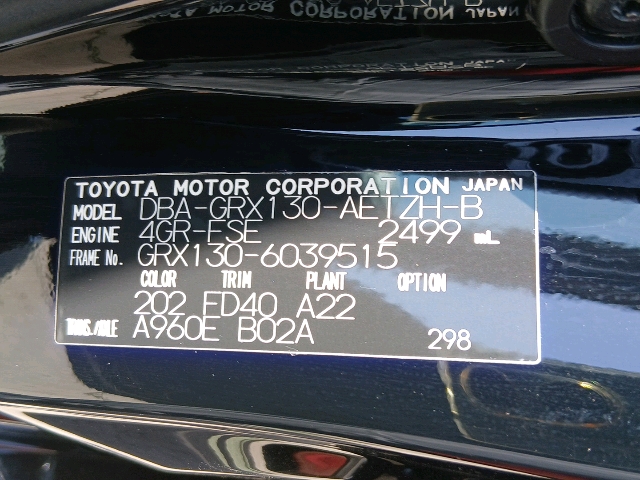 TOYOTA MOTOR CORPORATION JAPAN
MODEL DBA-GRX130-AETZH-B
ENGINE 4GR-FSE 2499 mL
FRAME No. GRX130-6039515
COLOR TRIM PLANT OPTION
202 FD40 A22
TRANS./AXLE A960E B02A 298